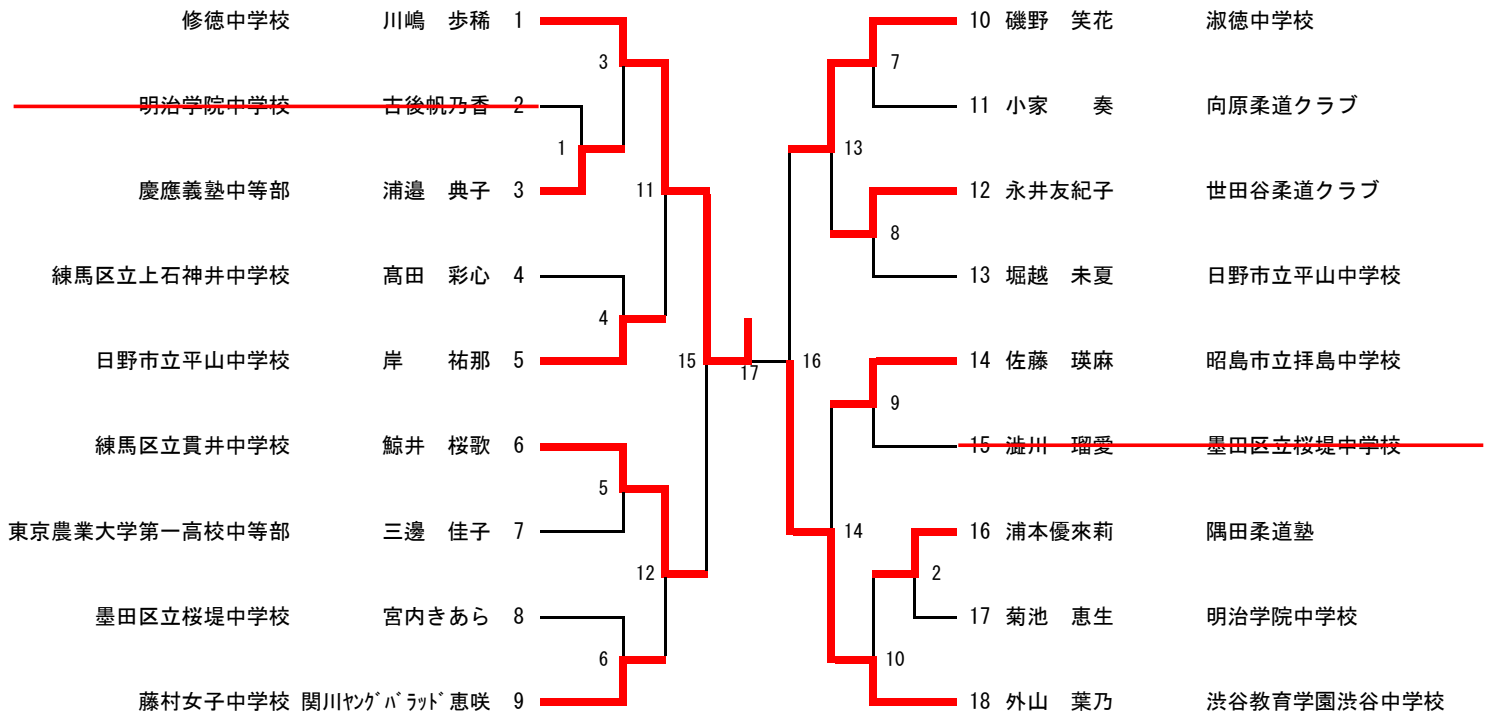 修徳中学校 川嶋　歩稀 1 10 磯野　笑花 淑徳中学校
3 7
明治学院中学校 古後帆乃香 2 11 小家　　奏 向原柔道クラブ
1 13
慶應義塾中等部 浦邉　典子 3 11 12 永井友紀子 世田谷柔道クラブ
8
練馬区立上石神井中学校 髙田　彩心 4 13 堀越　未夏 日野市立平山中学校
4
日野市立平山中学校 岸　　祐那 5 15 17 16 14 佐藤　瑛麻 昭島市立拝島中学校
9
練馬区立貫井中学校 鯨井　桜歌 6 15 澁川　瑠愛 墨田区立桜堤中学校
5
東京農業大学第一高校中等部 三邊　佳子 7 14 16 浦本優來莉 隅田柔道塾
12 2
墨田区立桜堤中学校 宮内きあら 8 17 菊池　恵生 明治学院中学校
6 10
藤村女子中学校 関川ﾔﾝｸﾞﾊﾞﾗｯﾄﾞ恵咲 9 18 外山　葉乃 渋谷教育学園渋谷中学校